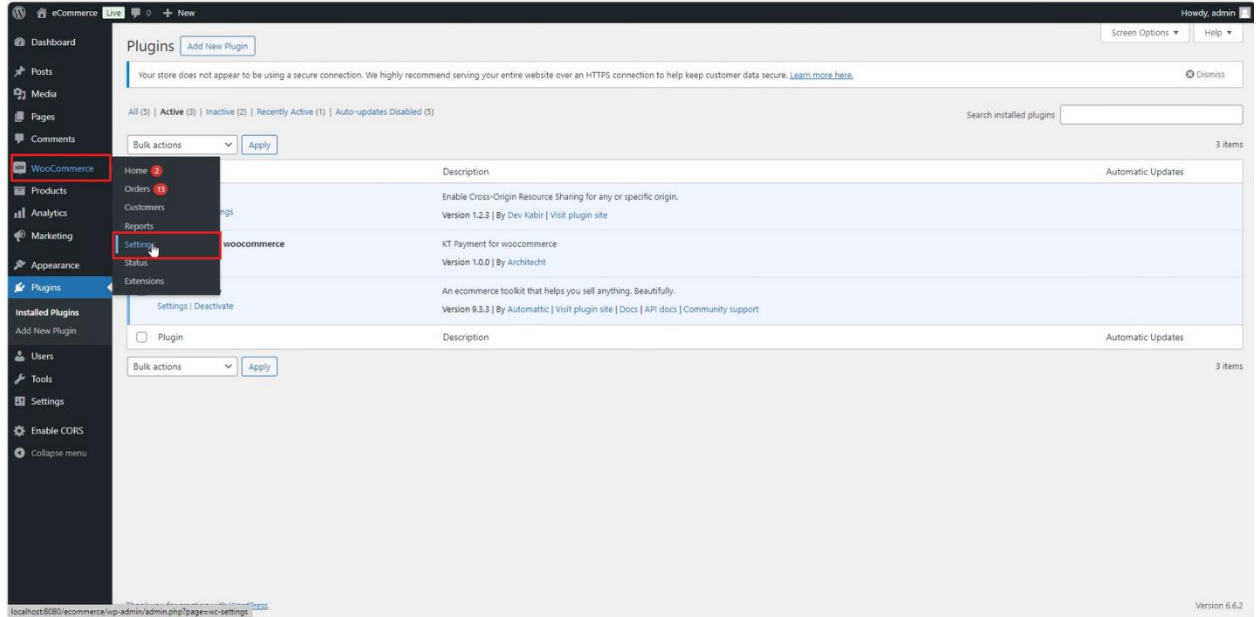 eCommerce Live 0 + New
Howdy, admin
Dashboard
Posts
Media
Pages
Comments
WooCommerce
Products
Analytics
Marketing
Appearance
Plugins
Installed Plugins
Add New Plugin
Users
Tools
Settings
Enable CORS
Collapse menu
Home 2
Orders 13
Customers
Reports
Setting
Status
Extensions
Screen Options ▼
Help ▼
Plugins Add New Plugin
Your store does not appear to be using a secure connection. We highly recommend serving your entire website over an HTTPS connection to help keep customer data secure. Learn more here.
Dismiss
All (5) | Active (3) | Inactive (2) | Recently Active (1) | Auto-updates Disabled (5)
Search installed plugins
Bulk actions Apply
3 items
Description Automatic Updates
Enable Cross-Origin Resource Sharing for any or specific origin.
ngs
Version 1.2.3 | By Dev Kabir | Visit plugin site
woocommerce
KT Payment for woocommerce
Version 1.0.0 | By Architecht
An ecommerce toolkit that helps you sell anything. Beautifully.
Settings | Deactivate
Version 9.3.3 | By Automattic | Visit plugin site | Docs | API docs | Community support
Plugin Description Automatic Updates
Bulk actions Apply
3 items
WordPress.
Version 6.6.2
localhost:8080/ecommerce/wp-admin/admin.php?page=wc-settings